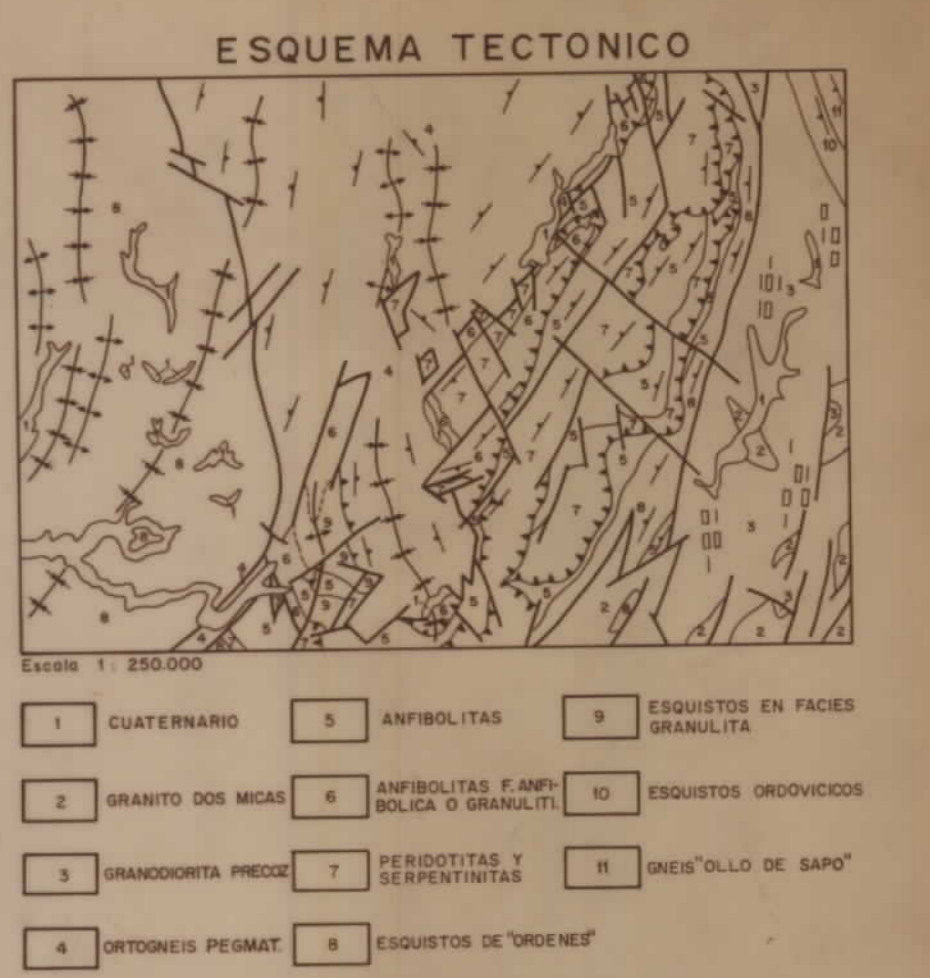 ESQUEMA TECTONICO
Escala 1: 250.000
1 CUATERNARIO
2 GRANITO DOS MICAS
3 GRANODIORITA PRECOZ
4 ORTOGNEIS PEGMAT.
5 ANFIBOLITAS
6 ANFIBOLITAS F. ANFI-
BOLICA O GRANULITI.
7 PERIDOTITAS Y
SERPENTINITAS
8 ESQUISTOS DE "ORDENES"
9 ESQUISTOS EN FACIES
GRANULITA
10 ESQUISTOS ORDOVICICOS
11 GNEIS "OLLO DE SAPO"